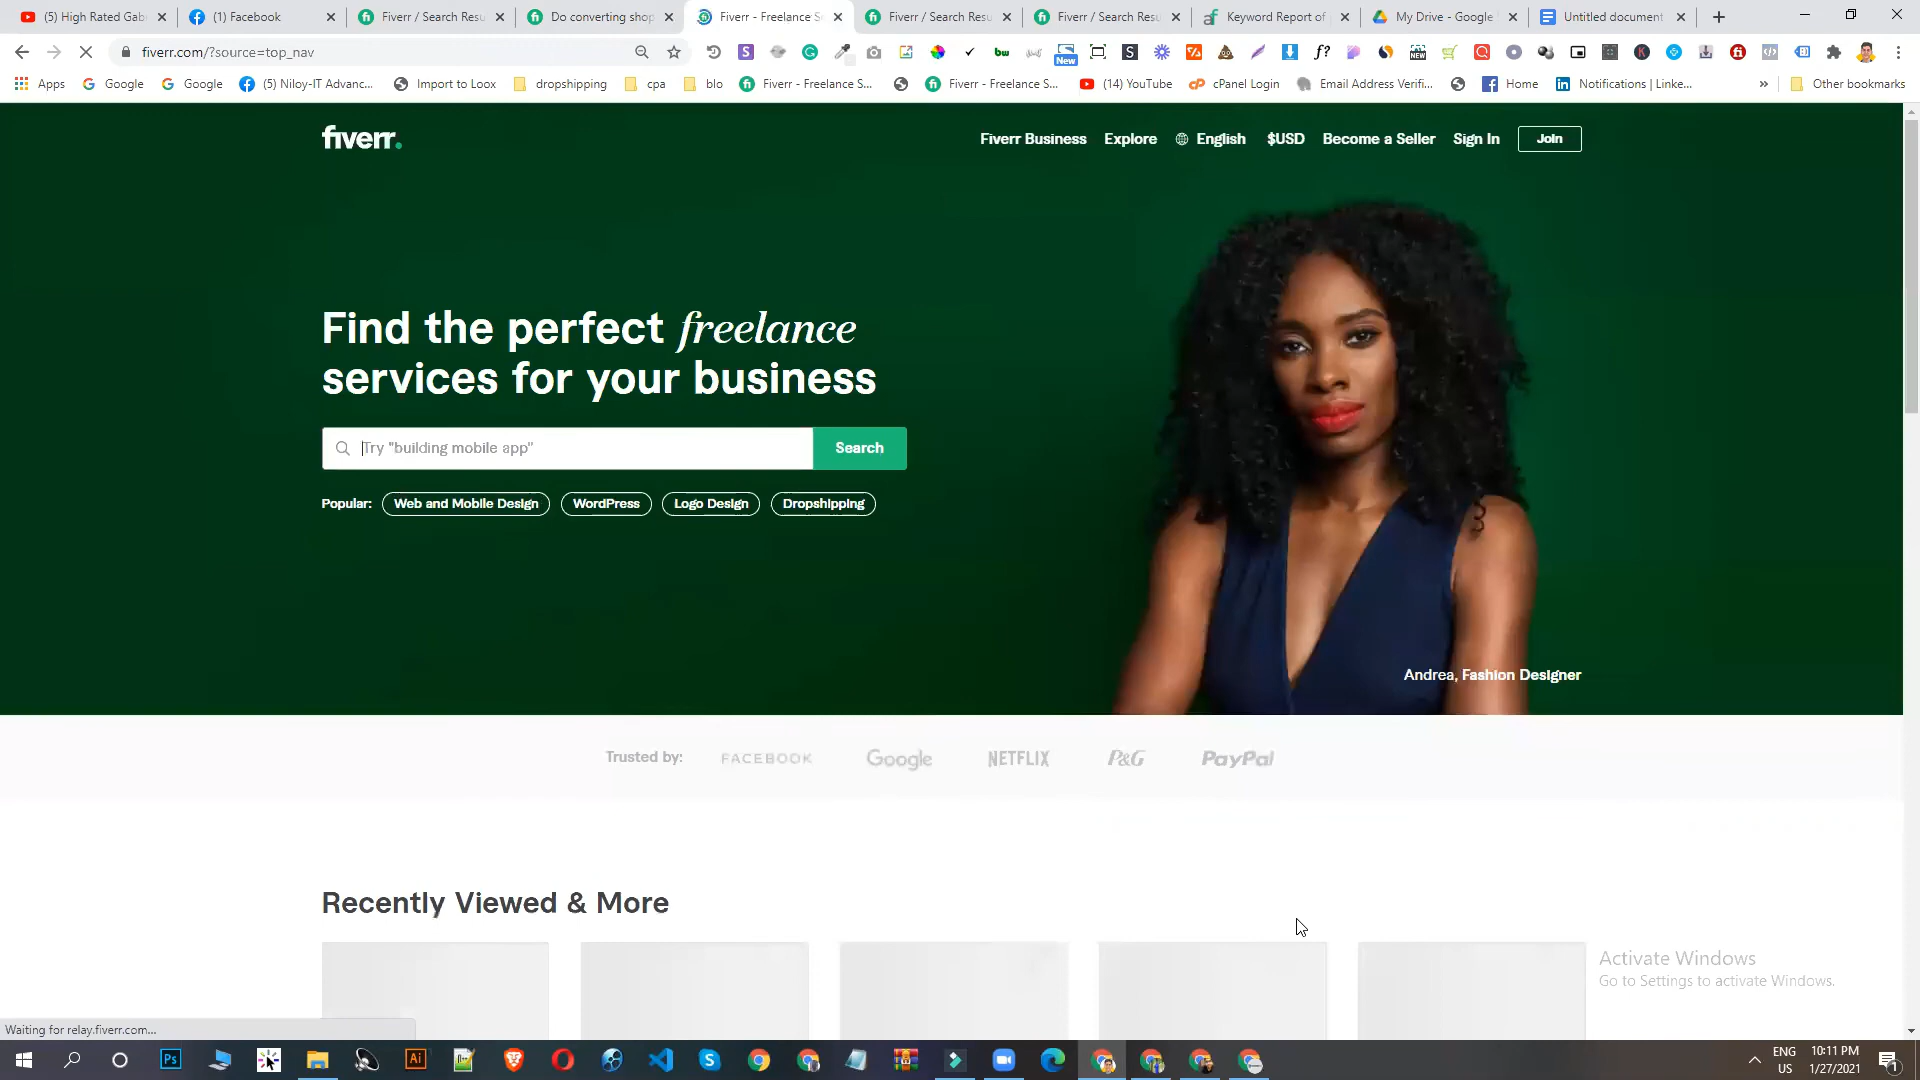 (5) High Rated Gab
(1) Facebook
Fiverr / Search Resu
Do converting shop
Fiverr - Freelance S
Fiverr / Search Resu
Fiverr / Search Resu
Keyword Report of
My Drive - Google
Untitled document
fiverr.com/?source=top_nav
Apps
Google
Google
(5) Niloy-IT Advanc...
Import to Loox
dropshipping
cpa
blo
Fiverr - Freelance S...
Fiverr - Freelance S...
(14) YouTube
cPanel Login
Email Address Verifi...
Home
Notifications | Linke...
Other bookmarks
fiverr.
Fiverr Business
Explore
English
$USD
Become a Seller
Sign In
Join
Find the perfect freelance
services for your business
Try "building mobile app"
Search
Popular:
Web and Mobile Design
WordPress
Logo Design
Dropshipping
Andrea, Fashion Designer
Trusted by:
FACEBOOK
Google
NETFLIX
P&G
PayPal
Recently Viewed & More
Activate Windows
Go to Settings to activate Windows.
Waiting for relay.fiverr.com...
ENG
US
10:11 PM
1/27/2021